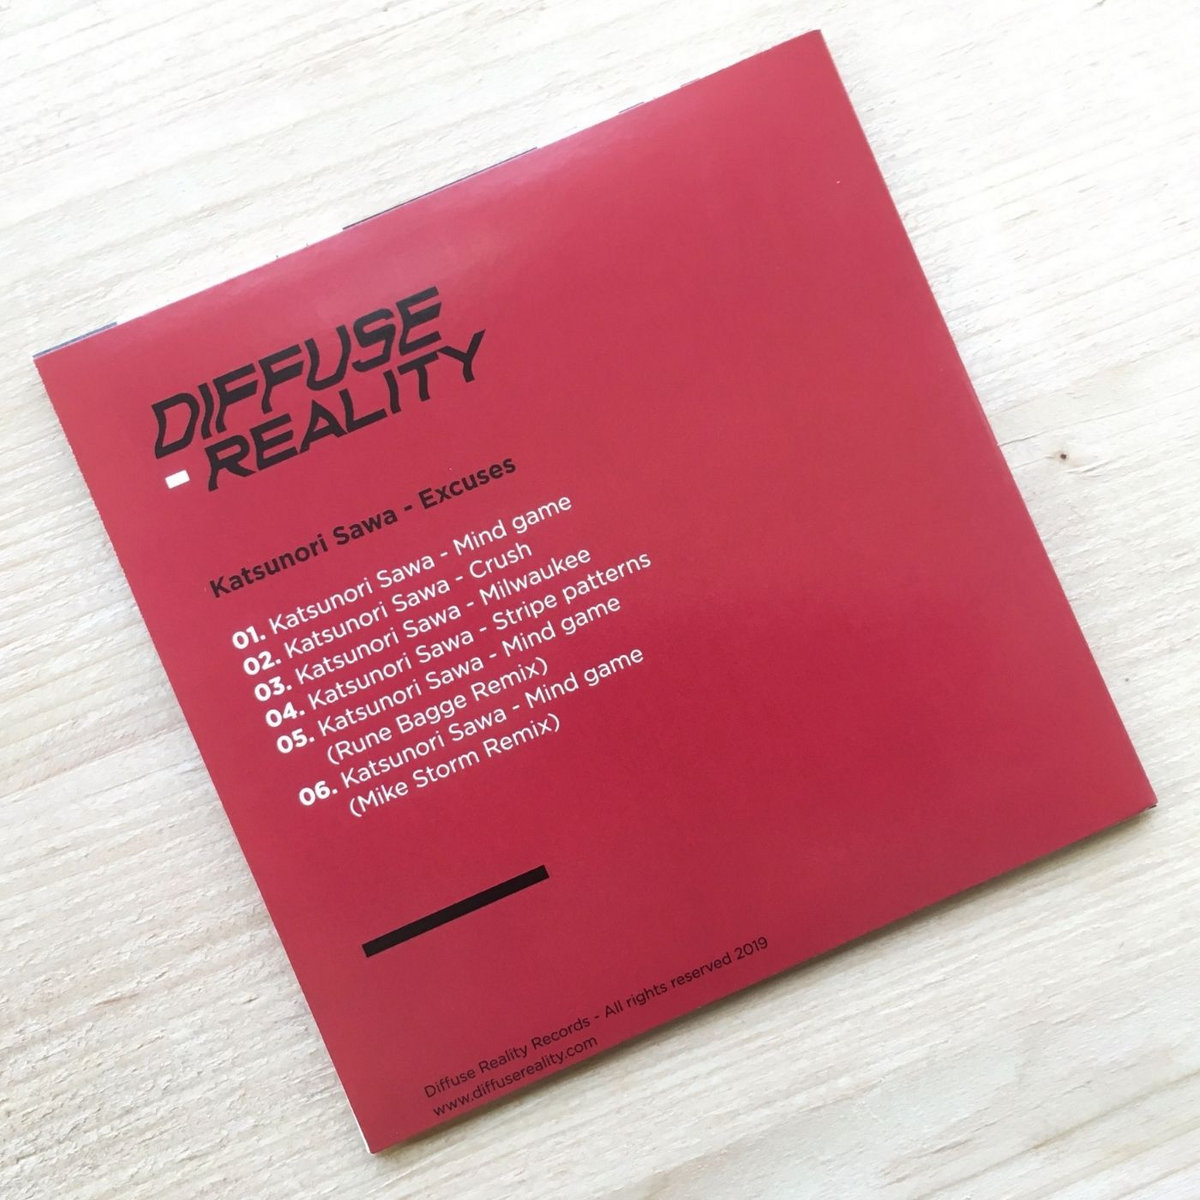 DIFFUSE
REALITY
Katsunori Sawa - Excuses
01. Katsunori Sawa - Mind game
02. Katsunori Sawa - Crush
03. Katsunori Sawa - Milwaukee
04. Katsunori Sawa - Stripe patterns
05. Katsunori Sawa - Mind game
(Rune Bagge Remix)
06. Katsunori Sawa - Mind game
(Mike Storm Remix)
Diffuse Reality Records - All rights reserved 2019
www.diffusereality.com